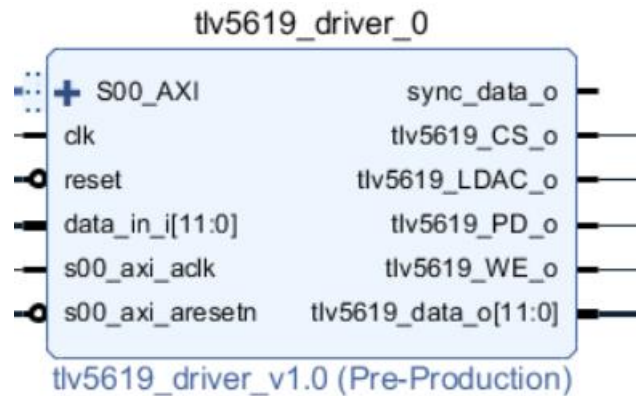 tlv5619_driver_0
S00_AXI
clk
reset
data_in_i[11:0]
s00_axi_aclk
s00_axi_aresetn
sync_data_o
tlv5619_CS_o
tlv5619_LDAC_o
tlv5619_PD_o
tlv5619_WE_o
tlv5619_data_o[11:0]
tlv5619_driver_v1.0 (Pre-Production)